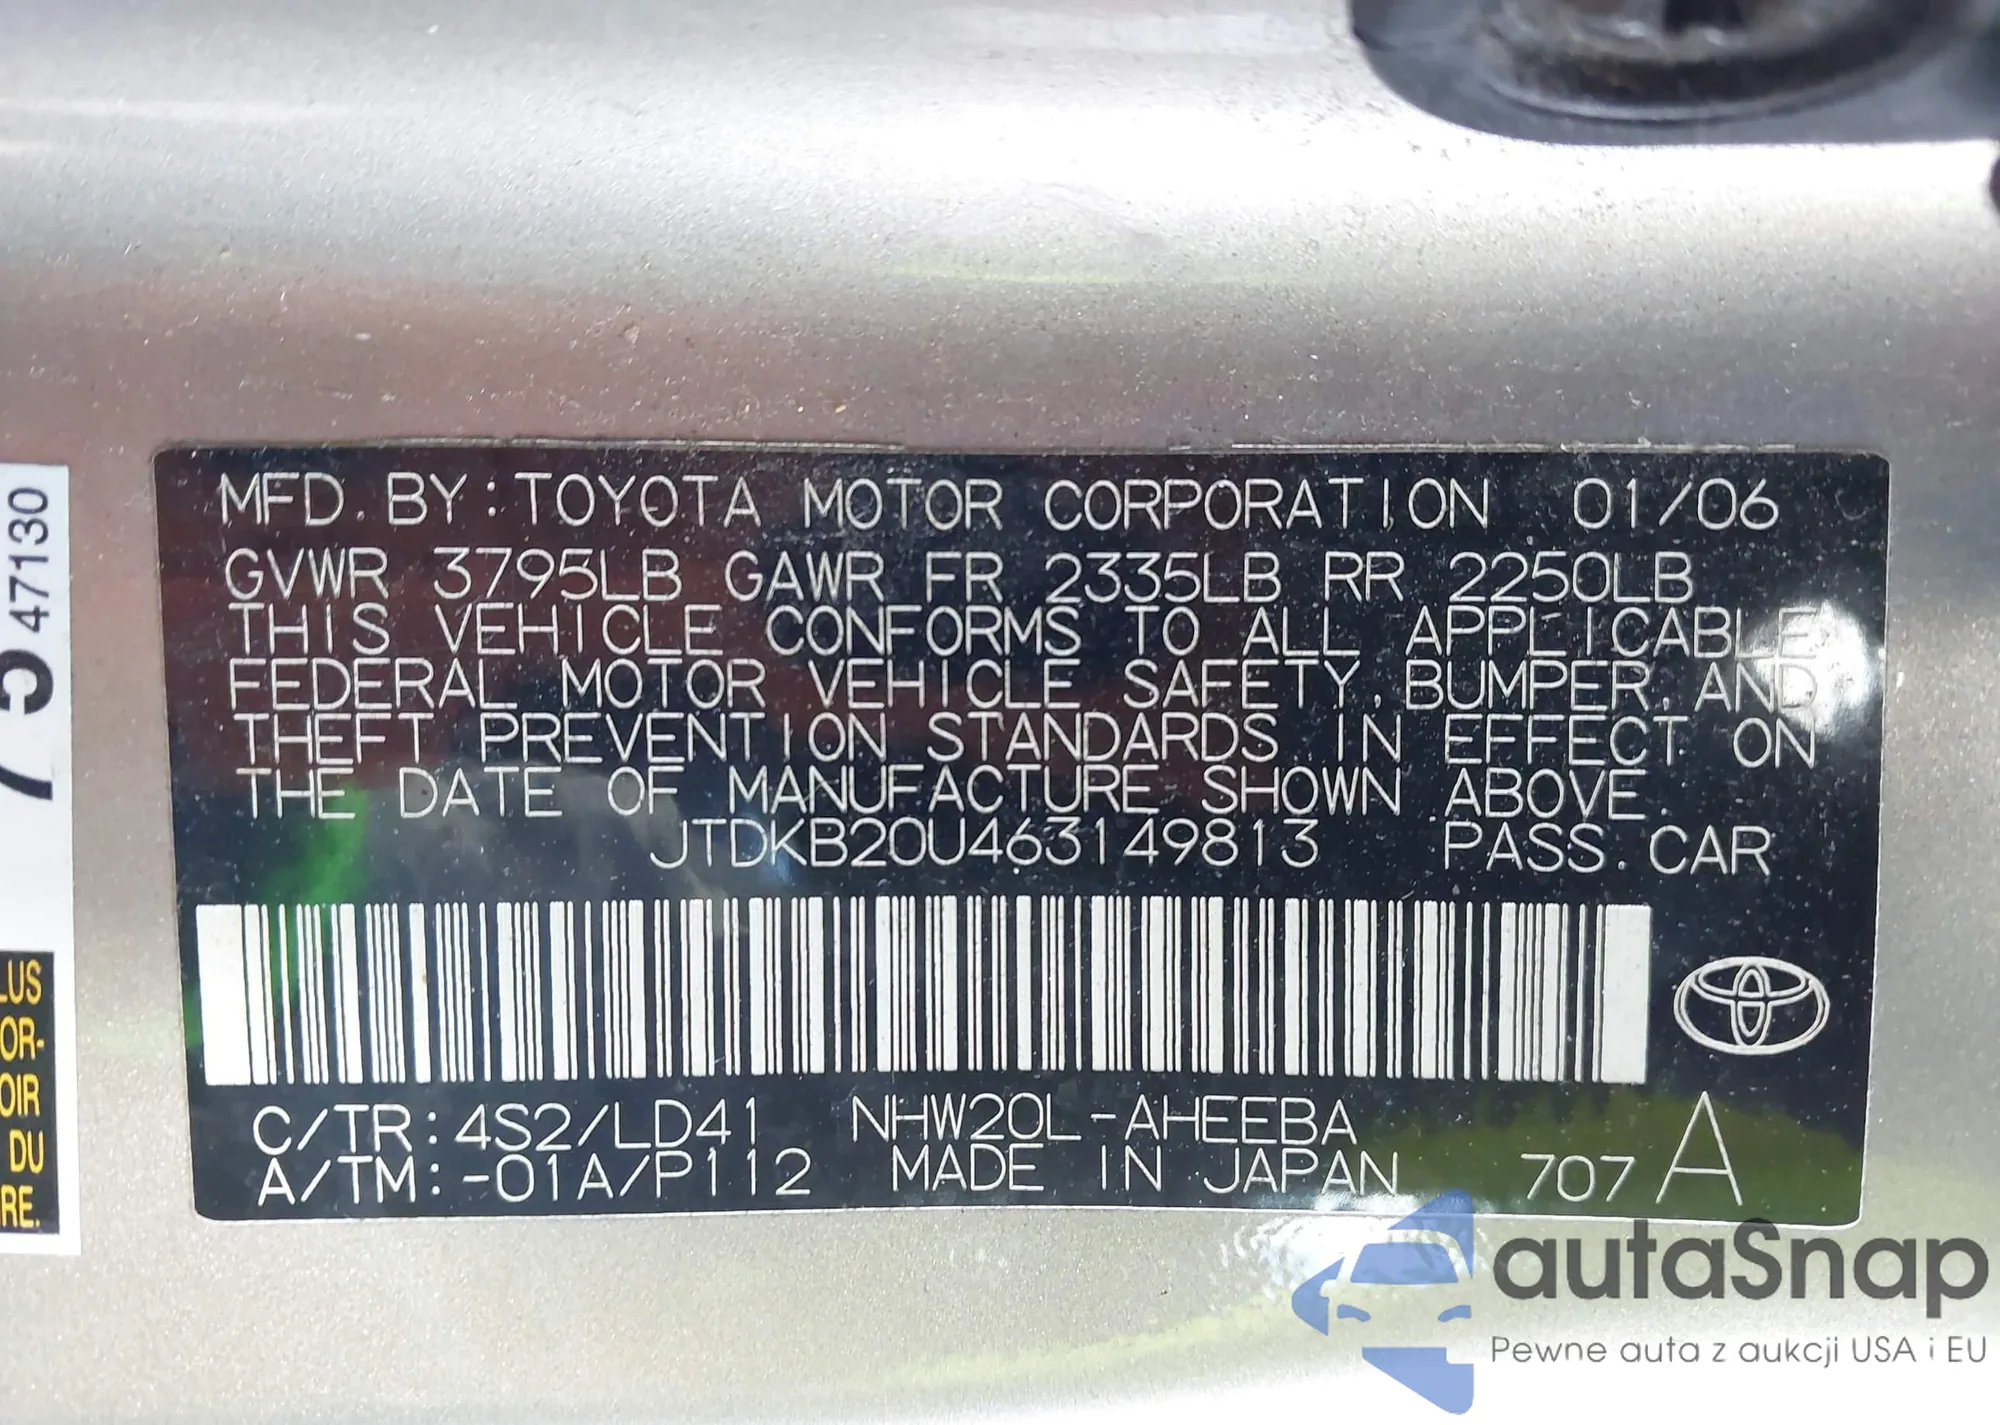 MFD. BY: TOYOTA MOTOR CORPORATION 01/06
GVWR 3795LB GAWR FR 2335LB RR 2250LB
THIS VEHICLE CONFORMS TO ALL APPLICABLE
FEDERAL MOTOR VEHICLE SAFETY, BUMPER, AND
THEFT PREVENTION STANDARDS IN EFFECT ON
THE DATE OF MANUFACTURE SHOWN ABOVE.
JTDKB20U463149813 PASS. CAR
C/TR: 4S2/LD41 NHW20L-AHEEBA
A/TM: -01A/P112 MADE IN JAPAN 707 A
47130
LUS
OR-
OIR
DU
RE.
autaSnap
Pewne auta z aukcji USA i EU